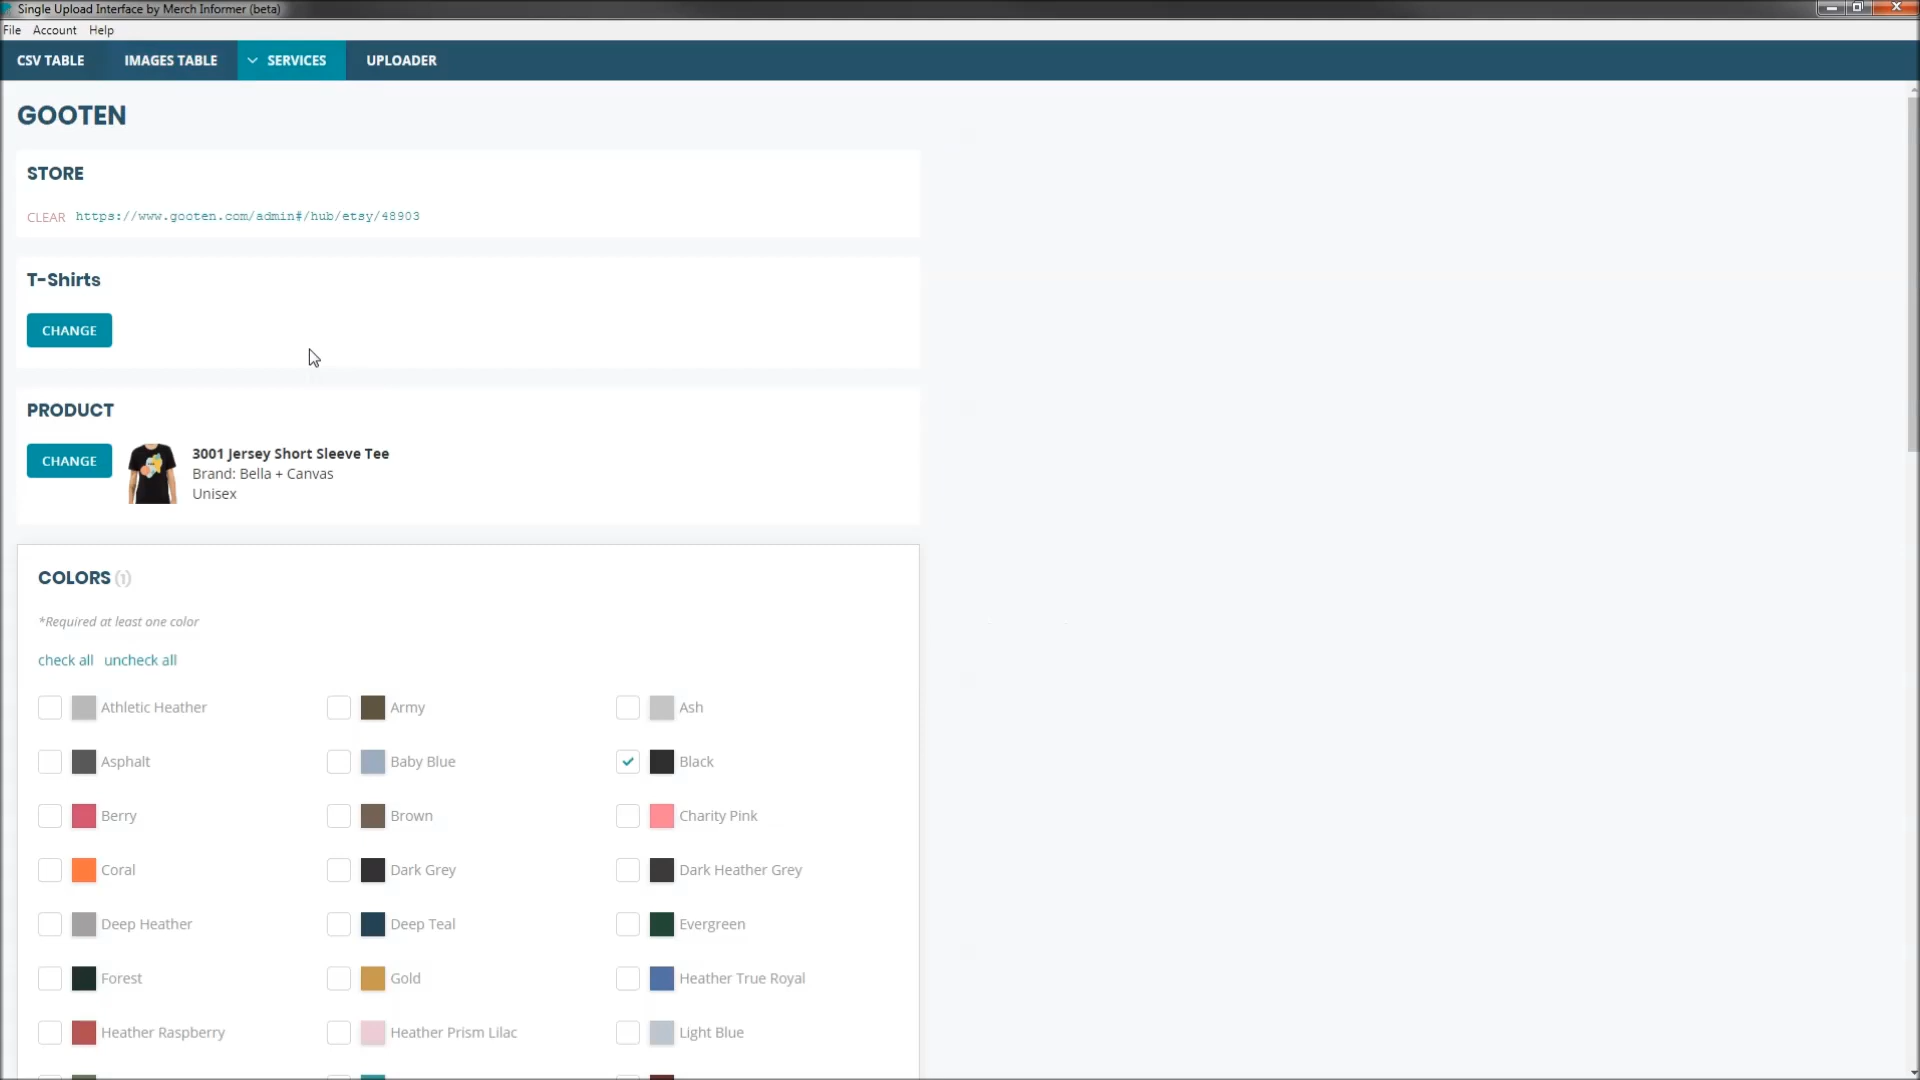 Single Upload Interface by Merch Informer (beta)
File Account Help
CSV TABLE IMAGES TABLE SERVICES UPLOADER
GOOTEN
STORE
CLEAR https://www.gooten.com/admin#/hub/etsy/48903
T-Shirts
CHANGE
PRODUCT
CHANGE
3001 Jersey Short Sleeve Tee
Brand: Bella + Canvas
Unisex
COLORS (1)
*Required at least one color
check all uncheck all
Athletic Heather Army Ash
Asphalt Baby Blue Black
Berry Brown Charity Pink
Coral Dark Grey Dark Heather Grey
Deep Heather Deep Teal Evergreen
Forest Gold Heather True Royal
Heather Raspberry Heather Prism Lilac Light Blue